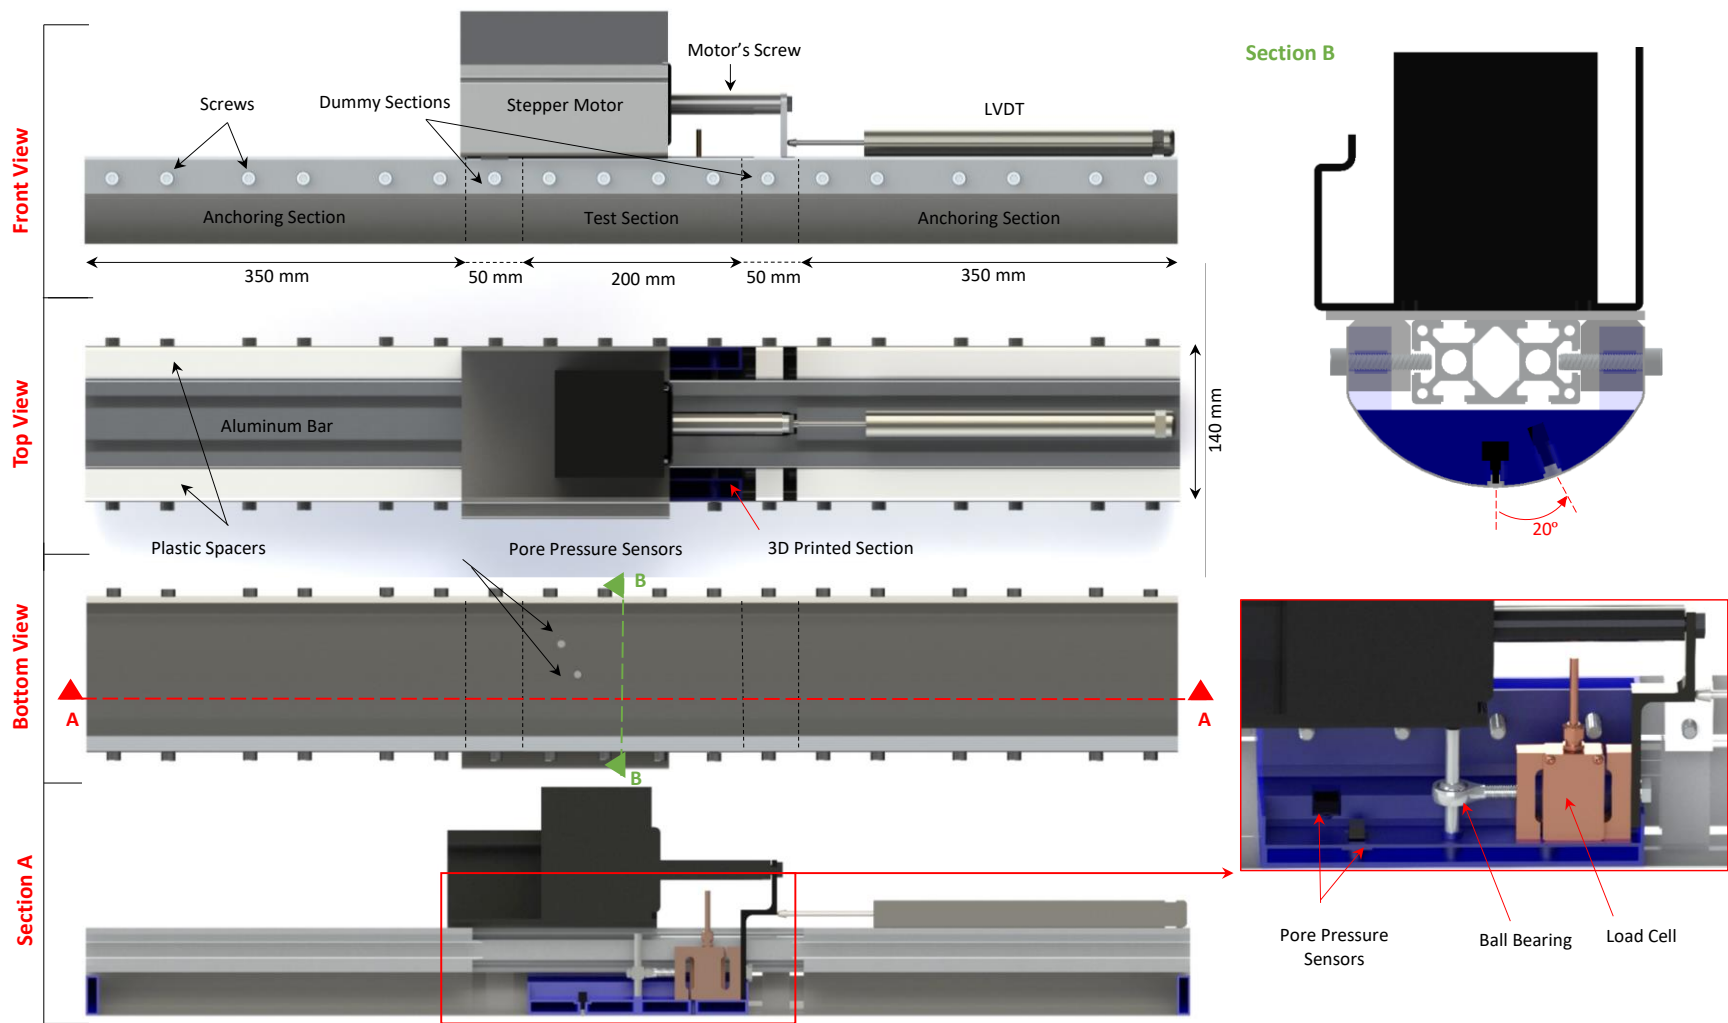 Front View
Motor's Screw
Screws
Dummy Sections
Stepper Motor
LVDT
Anchoring Section
Test Section
Anchoring Section
350 mm
50 mm
200 mm
50 mm
350 mm
Top View
Aluminum Bar
140 mm
Plastic Spacers
Pore Pressure Sensors
3D Printed Section
Bottom View
B
B
A
A
Section A
Section B
20º
Pore Pressure
Sensors
Ball Bearing
Load Cell